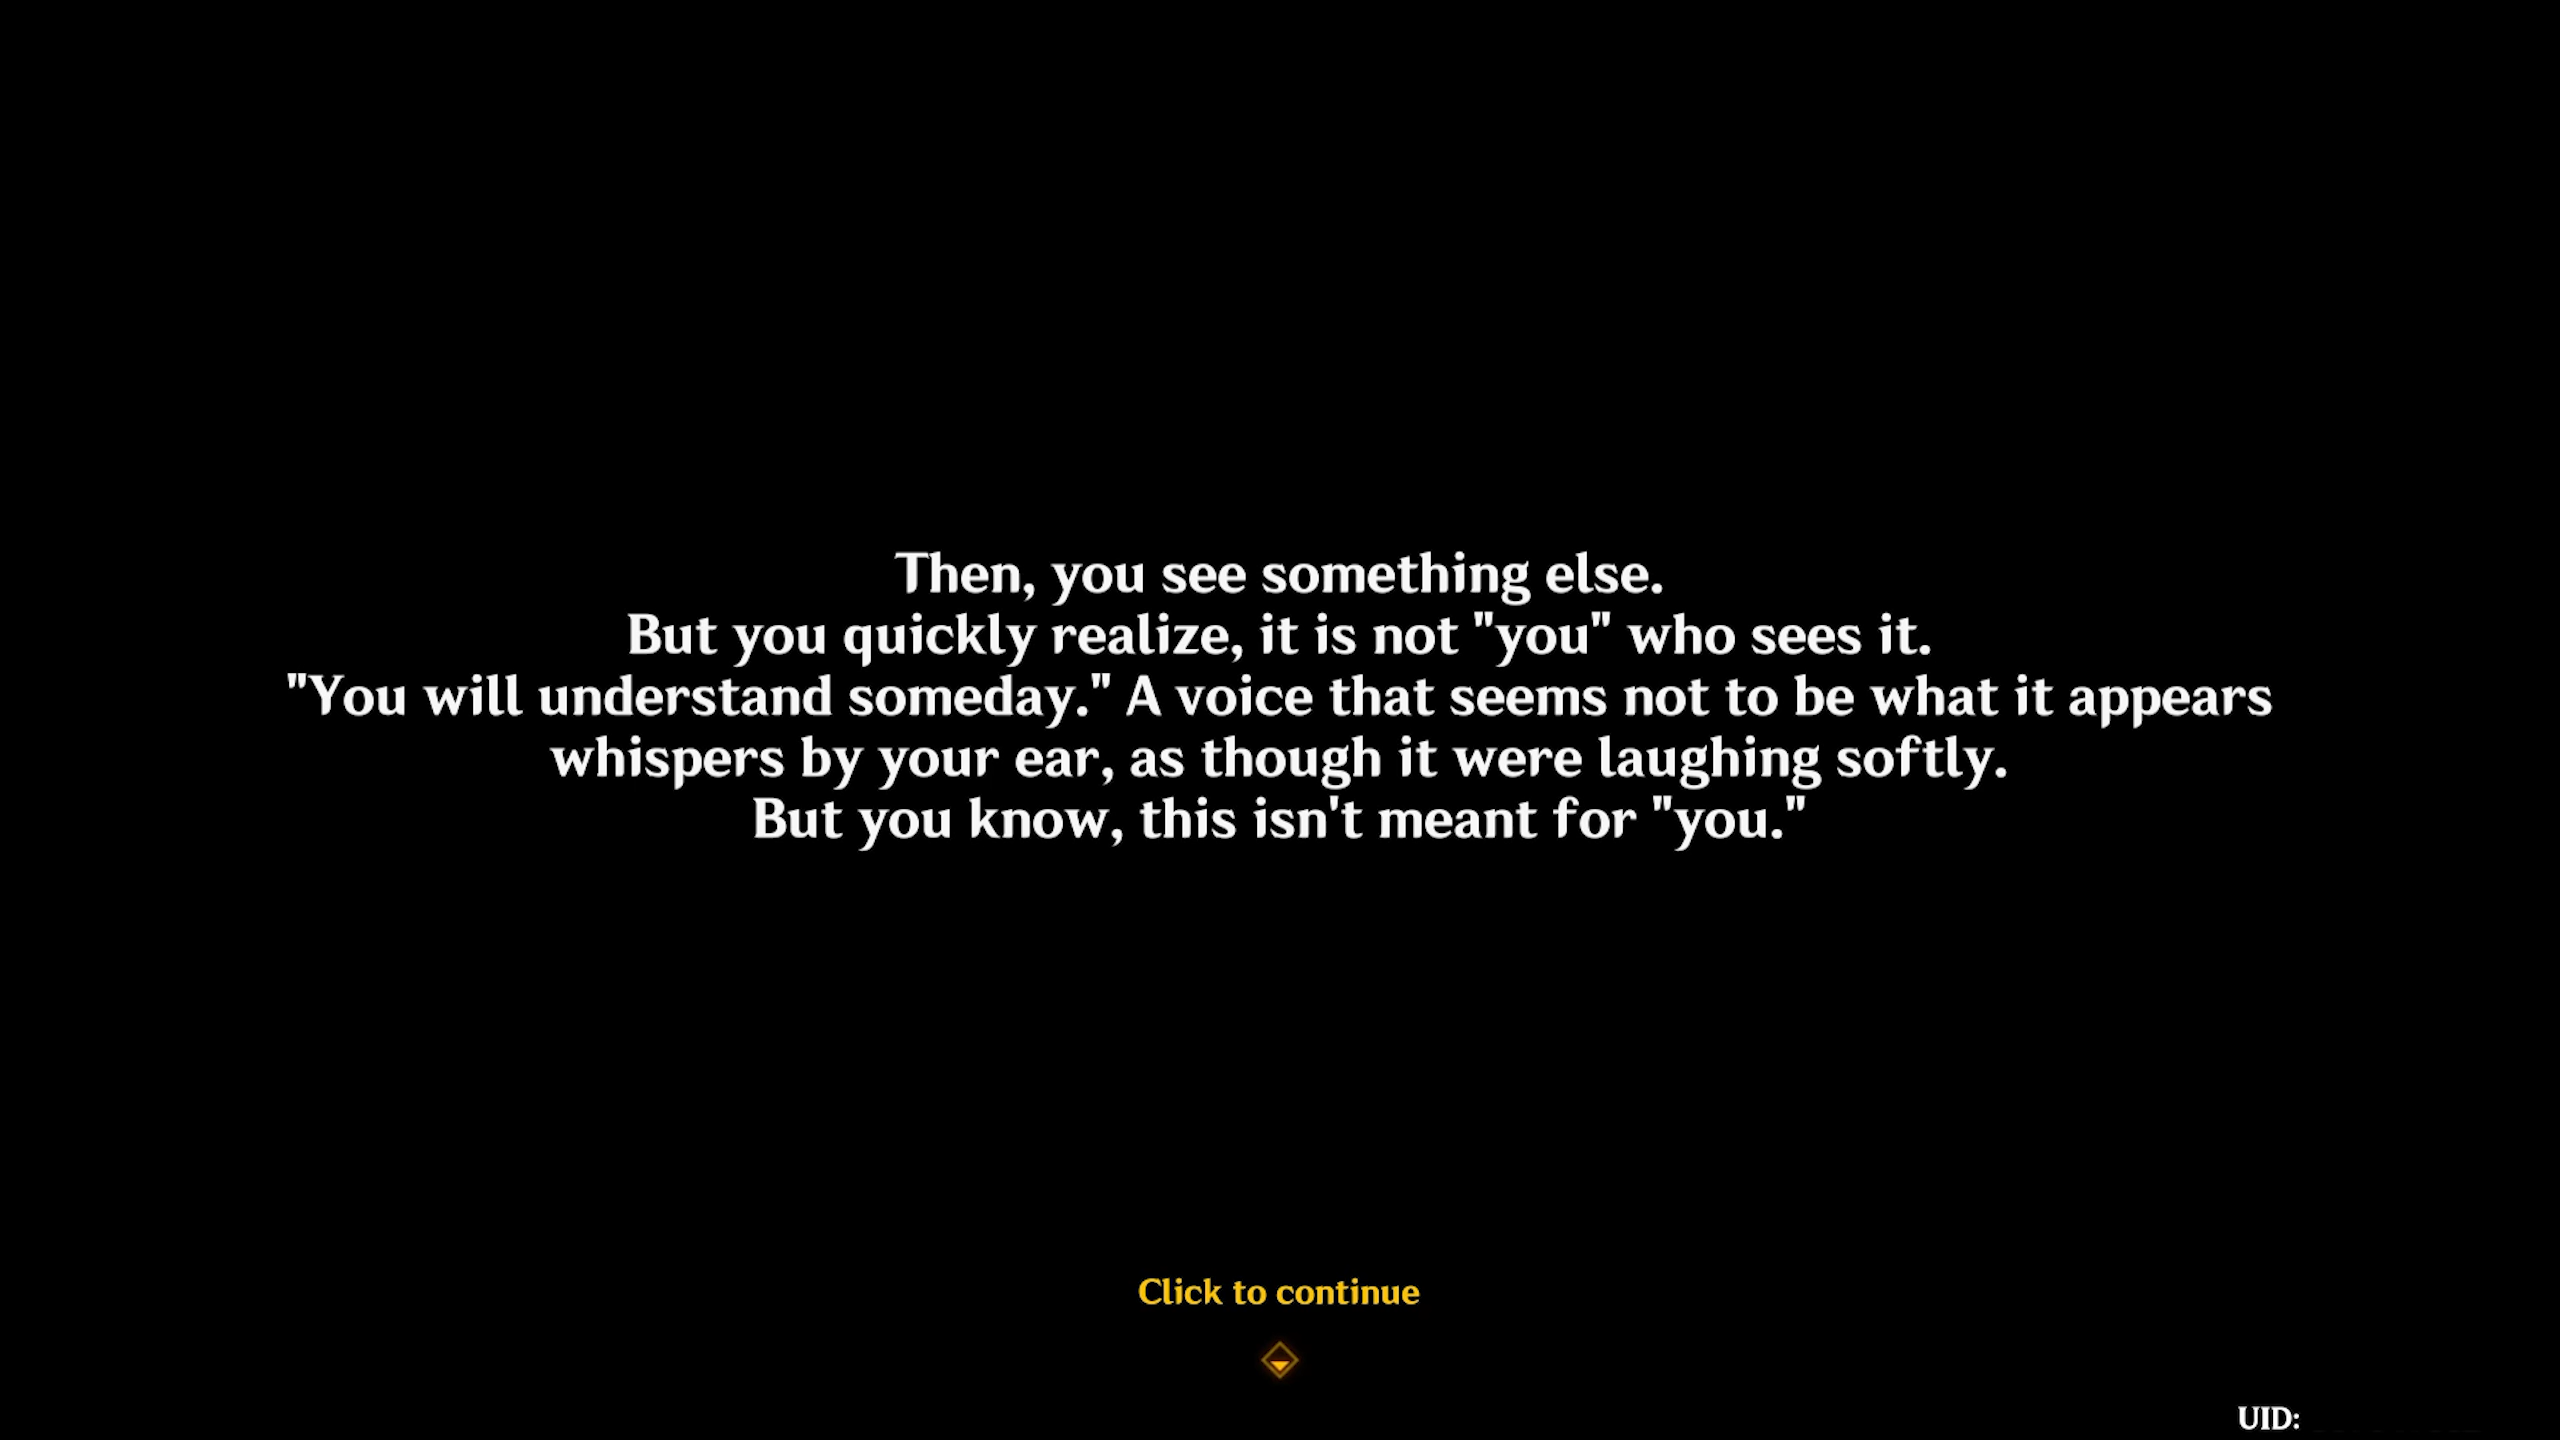 Then, you see something else.
But you quickly realize, it is not "you" who sees it.
"You will understand someday." A voice that seems not to be what it appears
whispers by your ear, as though it were laughing softly.
But you know, this isn't meant for "you."
Click to continue
UID: